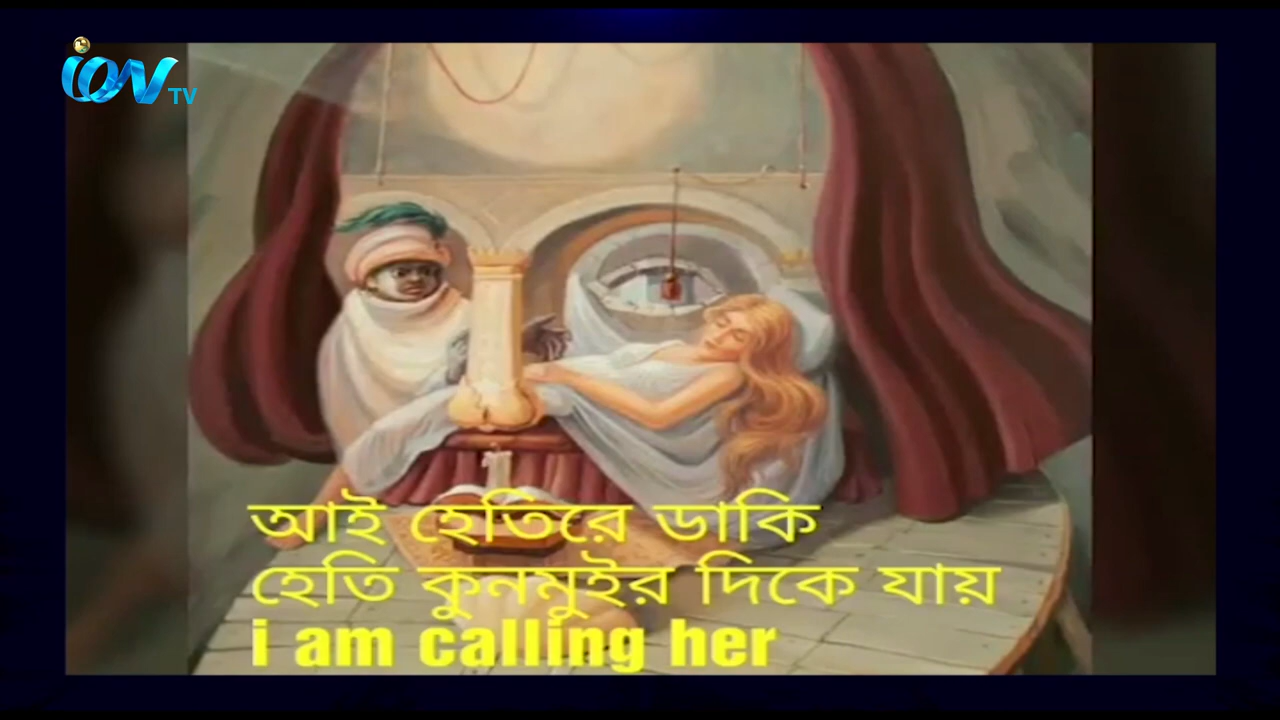 iON TV
আই হেতিরে ডাকি
হেতি কুনমুইর দিকে যায়
i am calling her